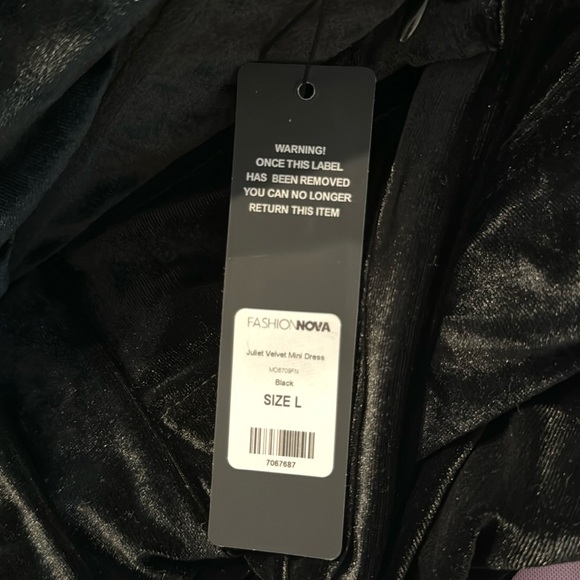 WARNING!
ONCE THIS LABEL
HAS BEEN REMOVED
YOU CAN NO LONGER
RETURN THIS ITEM
FASHIONNOVA
Juliet Velvet Mini Dress
MD6709FN
Black
SIZE L
7067687